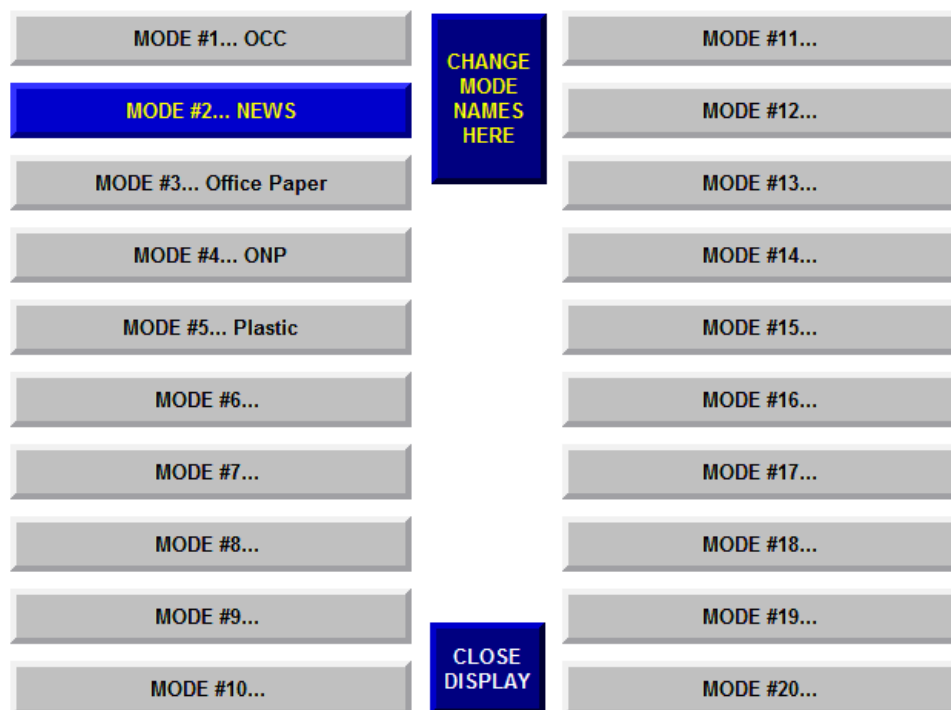 MODE #1... OCC
MODE #2... NEWS
MODE #3... Office Paper
MODE #4... ONP
MODE #5... Plastic
MODE #6...
MODE #7...
MODE #8...
MODE #9...
MODE #10...
CHANGE
MODE
NAMES
HERE
CLOSE
DISPLAY
MODE #11...
MODE #12...
MODE #13...
MODE #14...
MODE #15...
MODE #16...
MODE #17...
MODE #18...
MODE #19...
MODE #20...